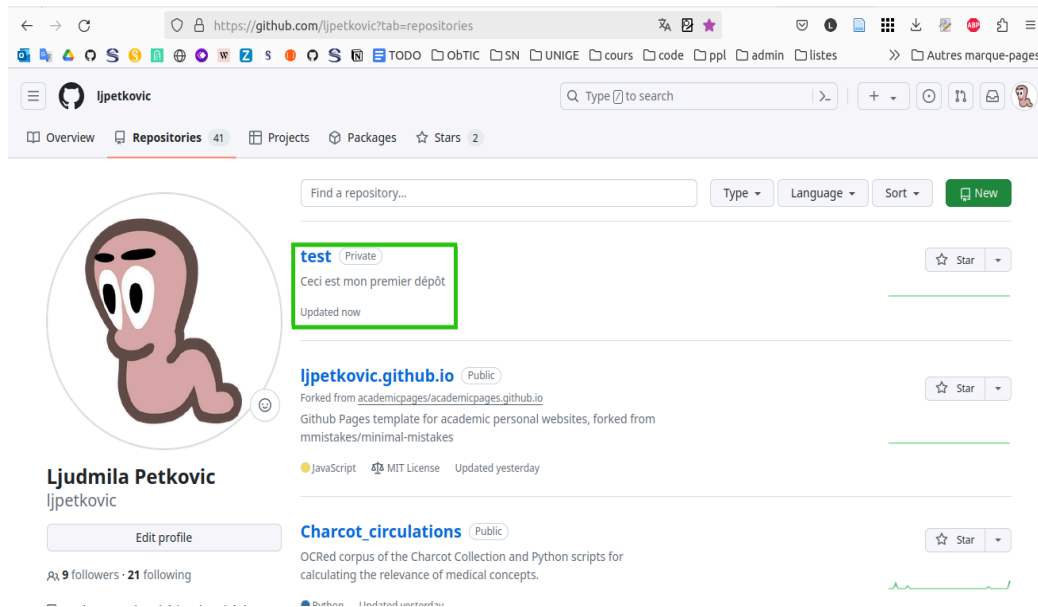 https://github.com/ljpetkovic?tab=repositories
TODO ObTIC SN UNIGE cours code ppl admin listes Autres marque-pages
ljpetkovic
Type / to search
Overview Repositories 41 Projects Packages Stars 2
Find a repository...
Type Language Sort New
test Private
Star
Ceci est mon premier dépôt
Updated now
ljpetkovic.github.io Public
Star
Forked from academicpages/academicpages.github.io
Github Pages template for academic personal websites, forked from
mmistakes/minimal-mistakes
JavaScript MIT License Updated yesterday
Ljudmila Petkovic
ljpetkovic
Edit profile
9 followers · 21 following
Charcot_circulations Public
Star
OCRed corpus of the Charcot Collection and Python scripts for
calculating the relevance of medical concepts.
Python Updated yesterday